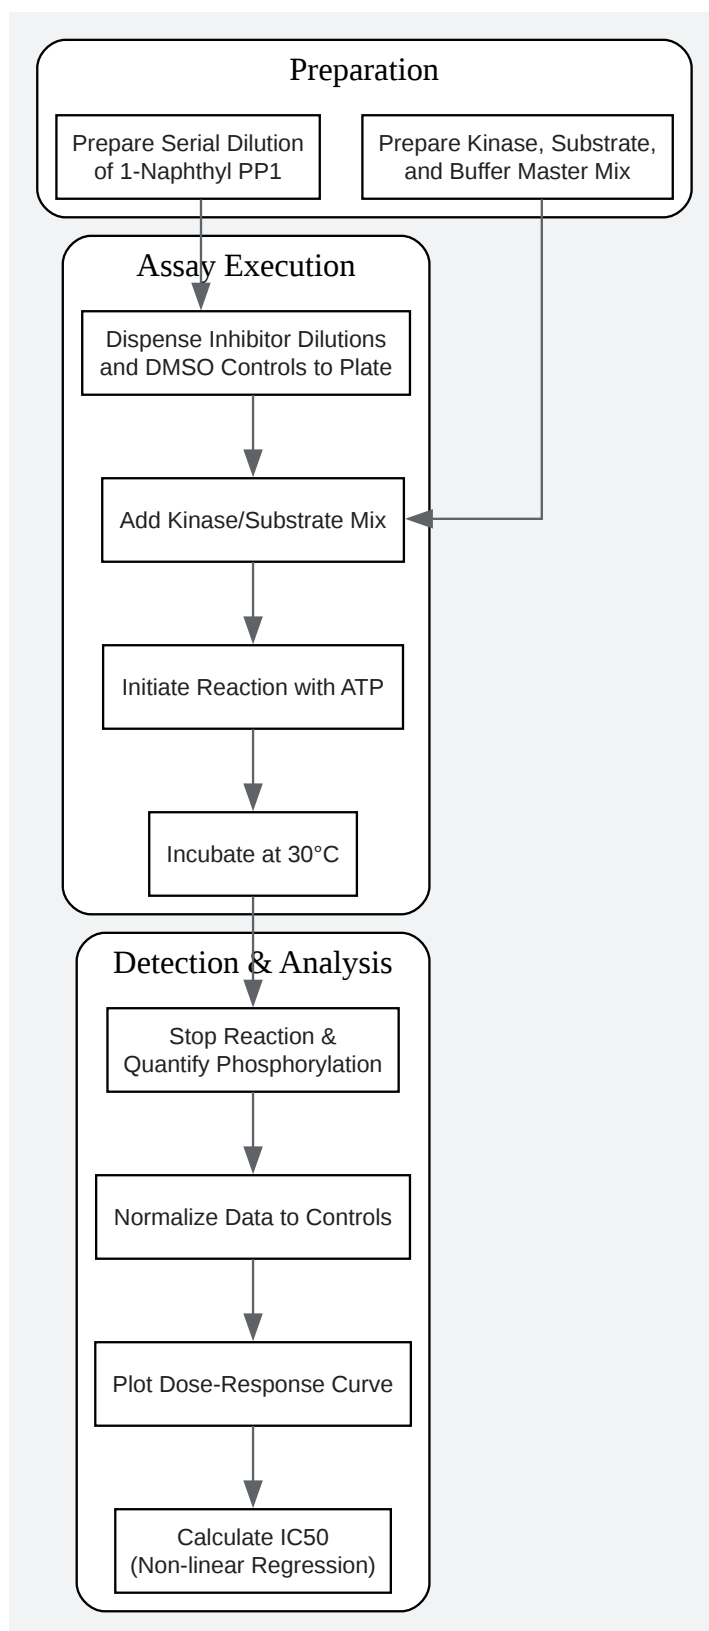 Preparation
Prepare Serial Dilution
of 1-Naphthyl PP1
Prepare Kinase, Substrate,
and Buffer Master Mix
Assay Execution
Dispense Inhibitor Dilutions
and DMSO Controls to Plate
Add Kinase/Substrate Mix
Initiate Reaction with ATP
Incubate at 30°C
Detection & Analysis
Stop Reaction &
Quantify Phosphorylation
Normalize Data to Controls
Plot Dose-Response Curve
Calculate IC50
(Non-linear Regression)